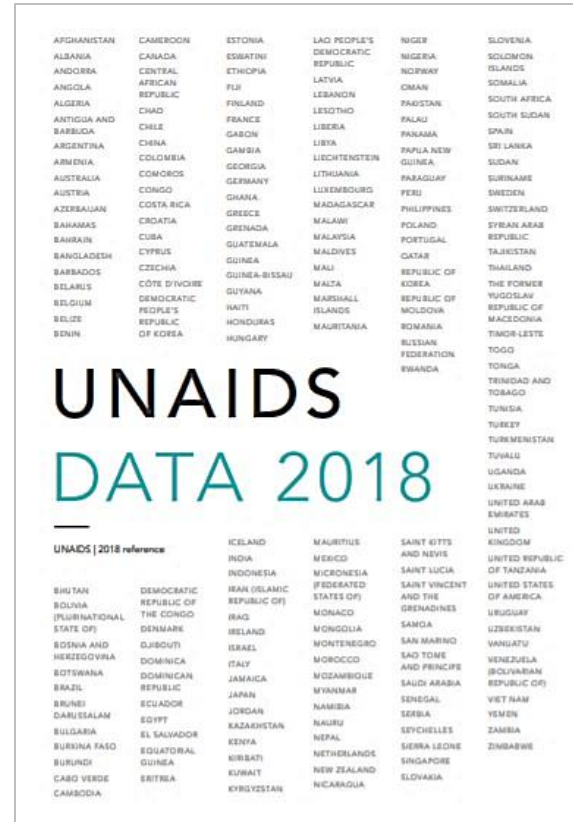 AFGHANISTAN
ALBANIA
ANDORRA
ANGOLA
ALGERIA
ANTIGUA AND
BARBUDA
ARGENTINA
ARMENIA
AUSTRALIA
AUSTRIA
AZERBAIJAN
BAHAMAS
BAHRAIN
BANGLADESH
BARBADOS
BELARUS
BELGIUM
BELIZE
BENIN
CAMEROON
CANADA
CENTRAL
AFRICAN
REPUBLIC
CHAD
CHILE
CHINA
COLOMBIA
COMOROS
CONGO
COSTA RICA
CROATIA
CUBA
CYPRUS
CZECHIA
CÔTE D'IVOIRE
DEMOCRATIC
PEOPLE'S
REPUBLIC
OF KOREA
ESTONIA
ESWATINI
ETHIOPIA
FIJI
FINLAND
FRANCE
GABON
GAMBIA
GEORGIA
GERMANY
GHANA
GREECE
GRENADA
GUATEMALA
GUINEA
GUINEA-BISSAU
GUYANA
HAITI
HONDURAS
HUNGARY
LAO PEOPLE'S
DEMOCRATIC
REPUBLIC
LATVIA
LEBANON
LESOTHO
LIBERIA
LIBYA
LIECHTENSTEIN
LITHUANIA
LUXEMBOURG
MADAGASCAR
MALAWI
MALAYSIA
MALDIVES
MALI
MALTA
MARSHALL
ISLANDS
MAURITANIA
NIGER
NIGERIA
NORWAY
OMAN
PAKISTAN
PALAU
PANAMA
PAPUA NEW
GUINEA
PARAGUAY
PERU
PHILIPPINES
POLAND
PORTUGAL
QATAR
REPUBLIC OF
KOREA
REPUBLIC OF
MOLDOVA
ROMANIA
RUSSIAN
FEDERATION
RWANDA
SLOVENIA
SOLOMON
ISLANDS
SOMALIA
SOUTH AFRICA
SOUTH SUDAN
SPAIN
SRI LANKA
SUDAN
SURINAME
SWEDEN
SWITZERLAND
SYRIAN ARAB
REPUBLIC
TAJIKISTAN
THAILAND
THE FORMER
YUGOSLAV
REPUBLIC OF
MACEDONIA
TIMOR-LESTE
TOGO
TONGA
TRINIDAD AND
TOBAGO
TUNISIA
TURKEY
TURKMENISTAN
TUVALU
UGANDA
UKRAINE
UNITED ARAB
EMIRATES
UNITED
KINGDOM
UNITED REPUBLIC
OF TANZANIA
UNITED STATES
OF AMERICA
URUGUAY
UZBEKISTAN
VANUATU
VENEZUELA
(BOLIVARIAN
REPUBLIC OF)
VIET NAM
YEMEN
ZAMBIA
ZIMBABWE
UNAIDS
DATA 2018
UNAIDS | 2018 reference
BHUTAN
BOLIVIA
(PLURINATIONAL
STATE OF)
BOSNIA AND
HERZEGOVINA
BOTSWANA
BRAZIL
BRUNEI
DARUSSALAM
BULGARIA
BURKINA FASO
BURUNDI
CABO VERDE
CAMBODIA
DEMOCRATIC
REPUBLIC OF
THE CONGO
DENMARK
DJIBOUTI
DOMINICA
DOMINICAN
REPUBLIC
ECUADOR
EGYPT
EL SALVADOR
EQUATORIAL
GUINEA
ERITREA
ICELAND
INDIA
INDONESIA
IRAN (ISLAMIC
REPUBLIC OF)
IRAQ
IRELAND
ISRAEL
ITALY
JAMAICA
JAPAN
JORDAN
KAZAKHSTAN
KENYA
KIRIBATI
KUWAIT
KYRGYZSTAN
MAURITIUS
MEXICO
MICRONESIA
(FEDERATED
STATES OF)
MONACO
MONGOLIA
MONTENEGRO
MOROCCO
MOZAMBIQUE
MYANMAR
NAMIBIA
NAURU
NEPAL
NETHERLANDS
NEW ZEALAND
NICARAGUA
SAINT KITTS
AND NEVIS
SAINT LUCIA
SAINT VINCENT
AND THE
GRENADINES
SAMOA
SAN MARINO
SAO TOME
AND PRINCIPE
SAUDI ARABIA
SENEGAL
SERBIA
SEYCHELLES
SIERRA LEONE
SINGAPORE
SLOVAKIA